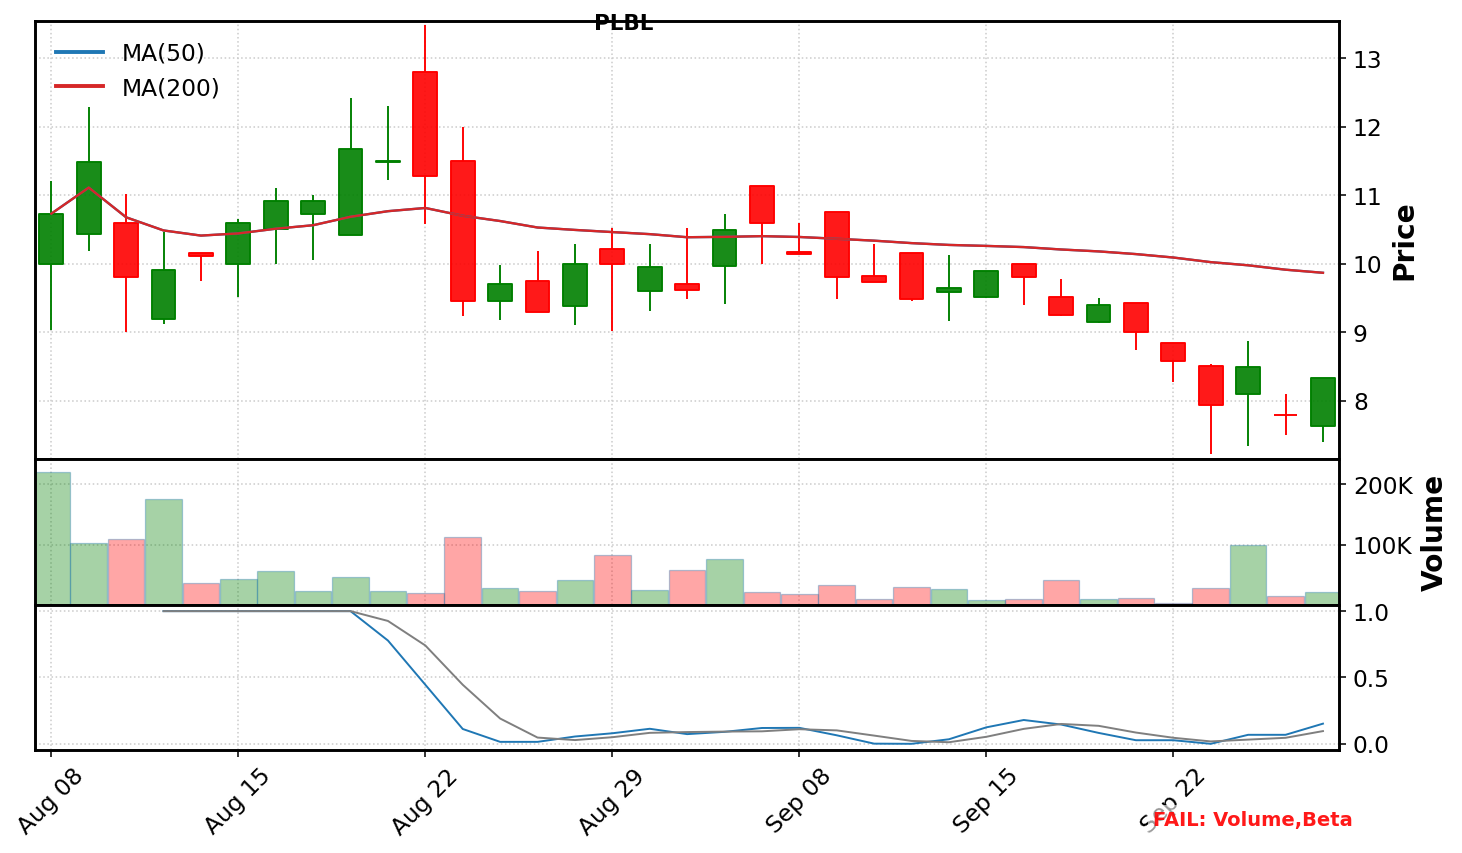 PLBL
MA(50)
MA(200)
13
12
11
10
9
8
Price
200K
100K
Volume
1.0
0.5
0.0
Aug 08
Aug 15
Aug 22
Aug 29
Sep 08
Sep 15
Sep 22
FAIL: Volume,Beta